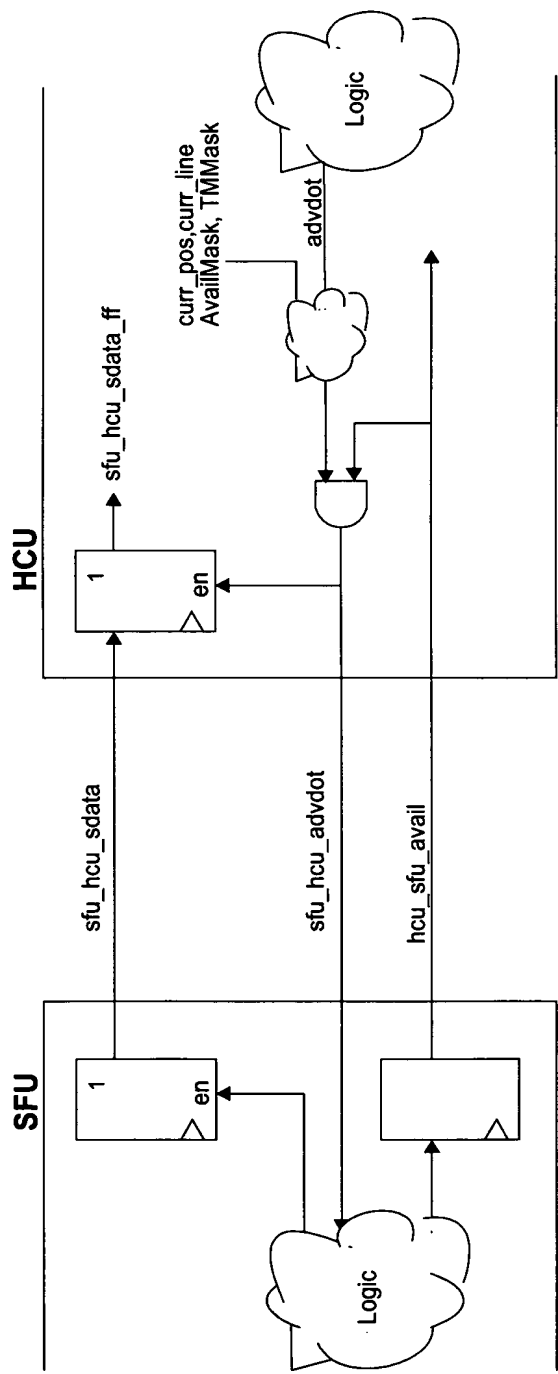 SFU
HCU
1
en
sfu_hcu_sdata
1
en
sfu_hcu_sdata_ff
Logic
sfu_hcu_advdot
curr_pos,curr_line
AvailMask, TMMask
advdot
Logic
hcu_sfu_avail